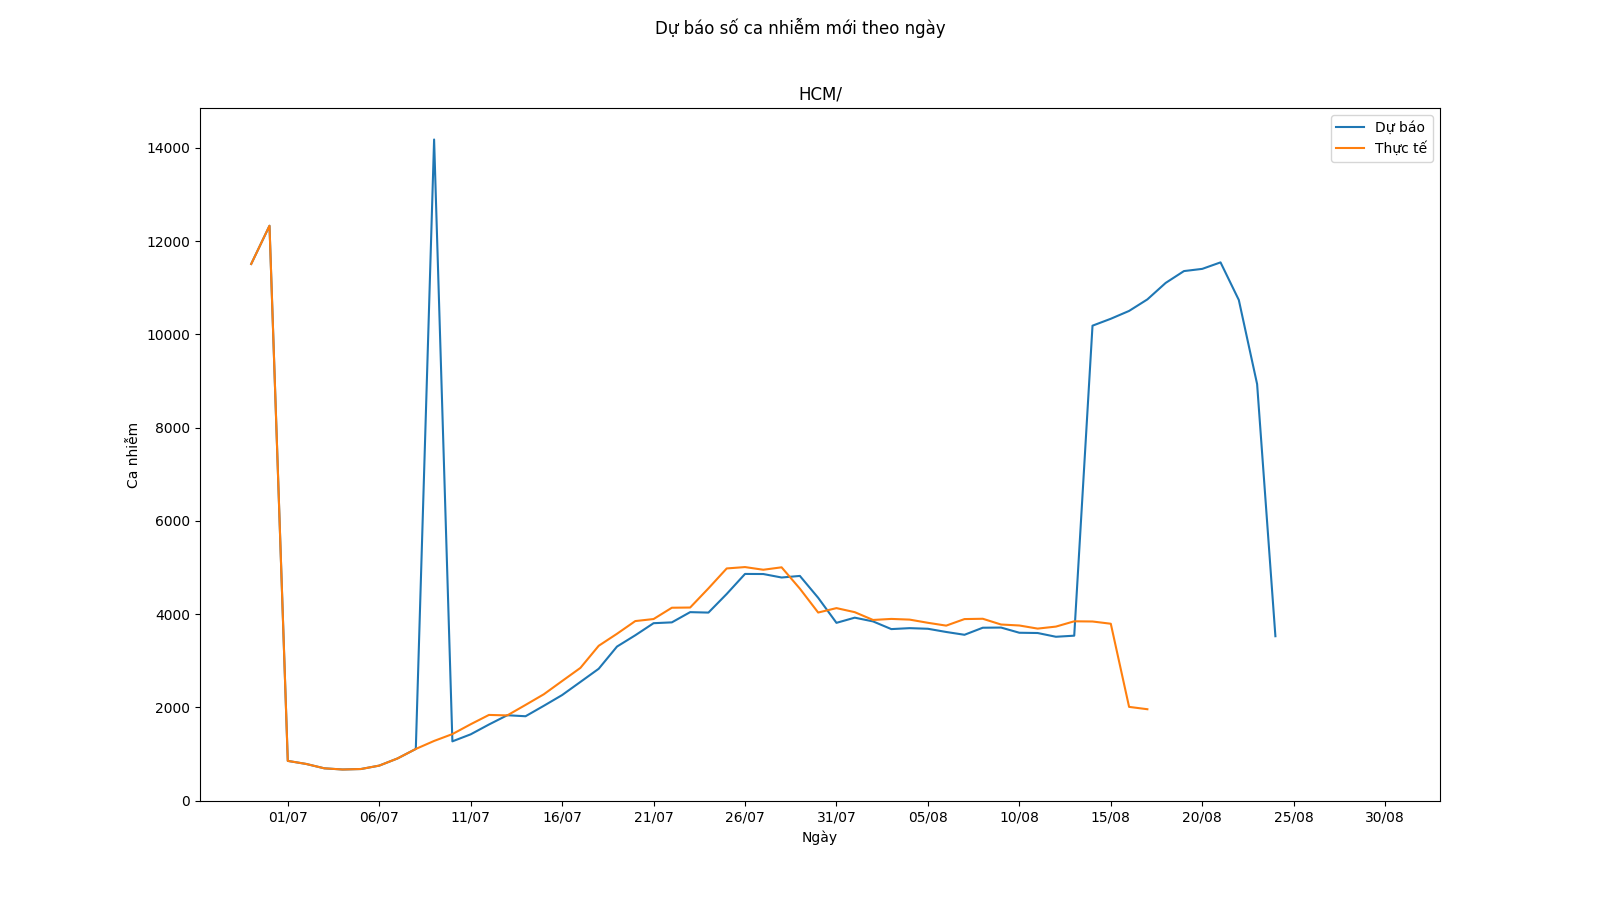 Dự báo số ca nhiễm mới theo ngày
HCM/
Dự báo
Thực tế
14000
12000
10000
8000
6000
4000
2000
0
Ca nhiễm
01/07 06/07 11/07 16/07 21/07 26/07 31/07 05/08 10/08 15/08 20/08 25/08 30/08
Ngày